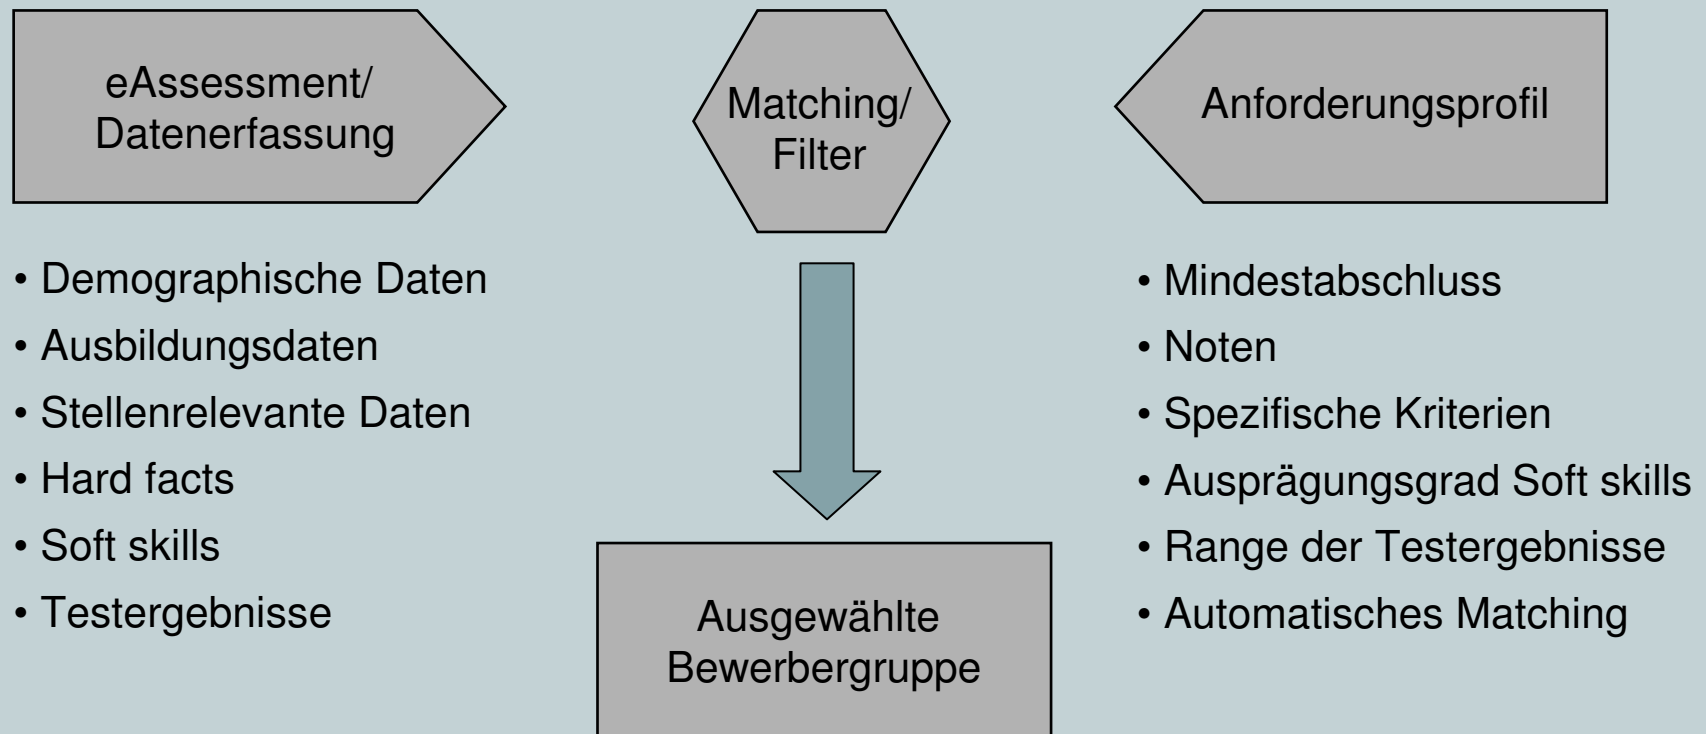 eAssessment/
Datenerfassung
Matching/
Filter
Anforderungsprofil
• Demographische Daten
• Ausbildungsdaten
• Stellenrelevante Daten
• Hard facts
• Soft skills
• Testergebnisse
• Mindestabschluss
• Noten
• Spezifische Kriterien
• Ausprägungsgrad Soft skills
• Range der Testergebnisse
• Automatisches Matching
Ausgewählte
Bewerbergruppe